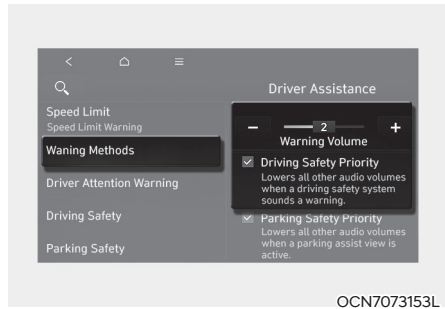 Driver Assistance
Speed Limit
Speed Limit Warning
Waning Methods
Driver Attention Warning
Driving Safety
Parking Safety
− 2 +
Warning Volume
Driving Safety Priority
Lowers all other audio volumes
when a driving safety system
sounds a warning.
Parking Safety Priority
Lowers all other audio volumes
when a parking assist view is
active.
OCN7073153L